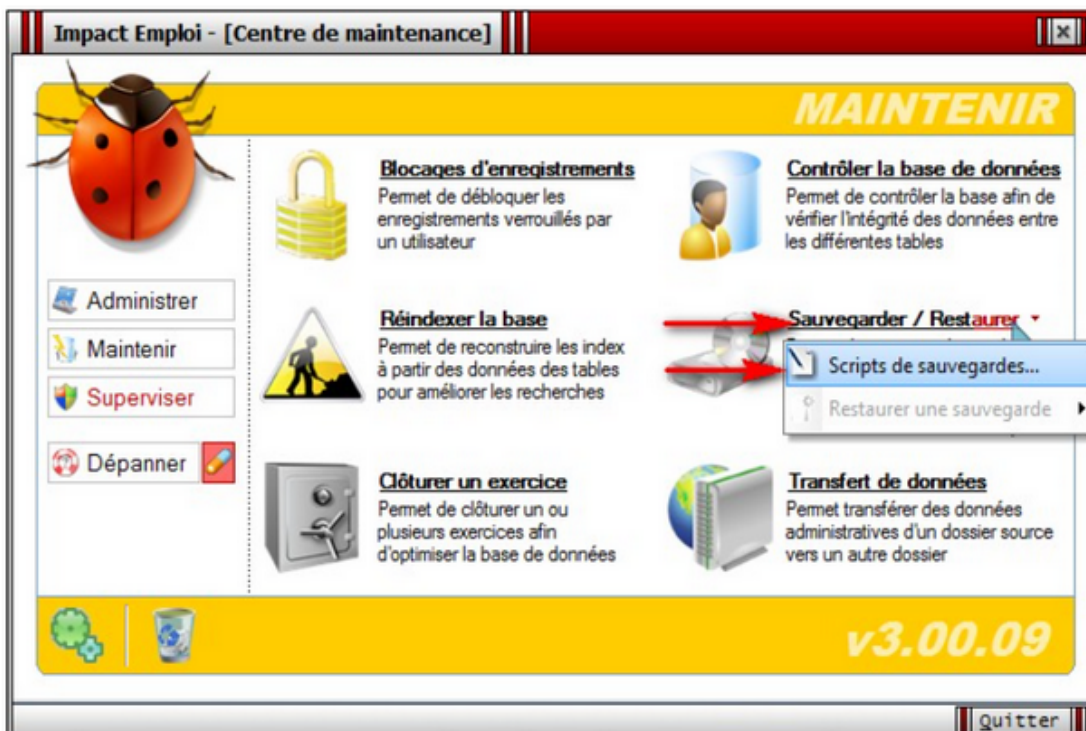 Impact Emploi - [Centre de maintenance]
MAINTENIR
Administrer
Maintenir
Superviser
Dépanner
Blocages d'enregistrements
Permet de débloquer les
enregistrements verrouillés par
un utilisateur
Contrôler la base de données
Permet de contrôler la base afin de
vérifier l'intégrité des données entre
les différentes tables
Réindexer la base
Permet de reconstruire les index
à partir des données des tables
pour améliorer les recherches
Sauvegarder / Restaurer
Scripts de sauvegardes...
Restaurer une sauvegarde
Clôturer un exercice
Permet de clôturer un ou
plusieurs exercices afin
d'optimiser la base de données
Transfert de données
Permet transférer des données
administratives d'un dossier source
vers un autre dossier
v3.00.09
Quitter